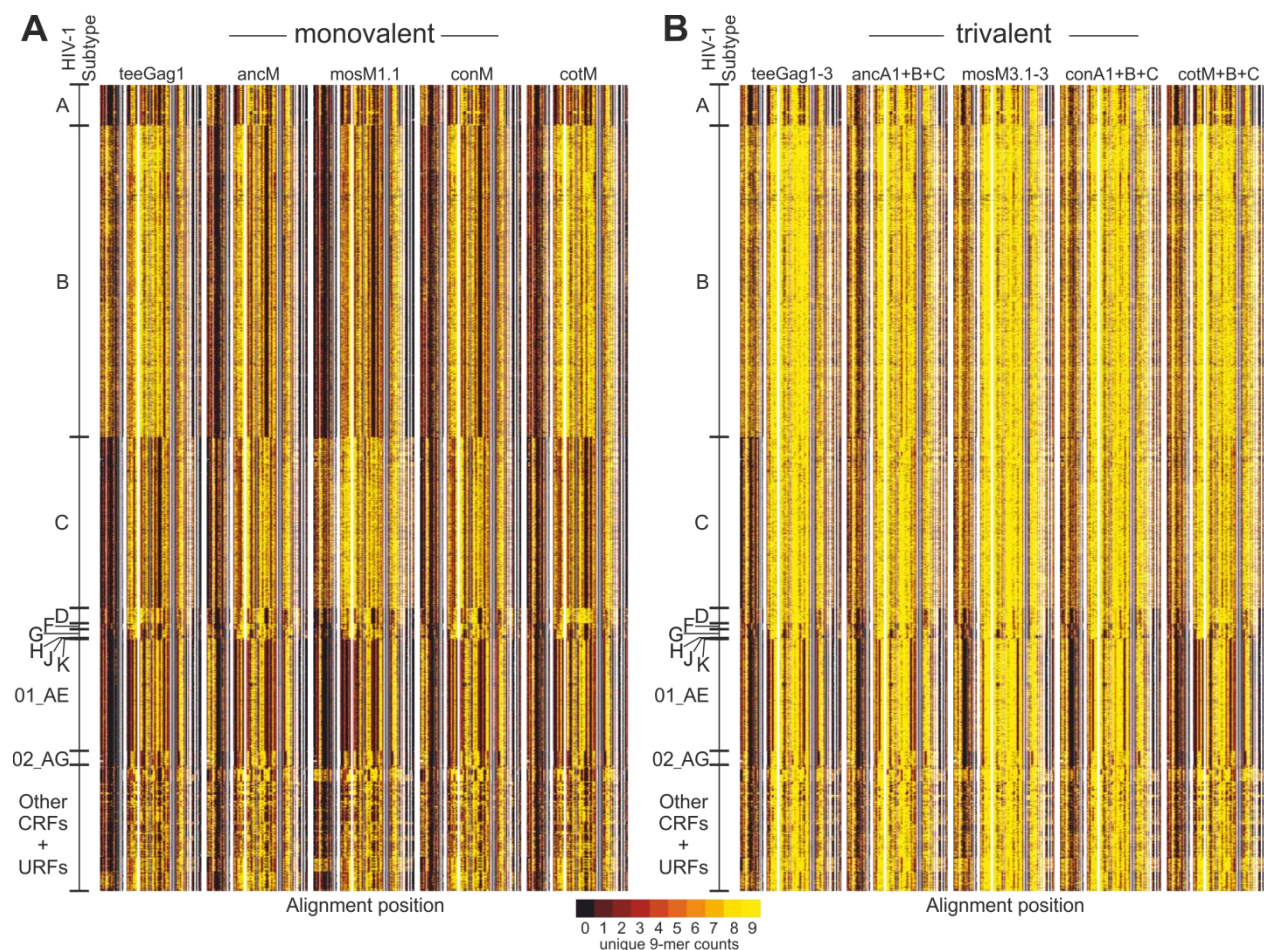 A
HIV-1
Subtype
monovalent
teeGag1 ancM mosM1.1 conM cotM
A
B
C
D
F
G
H J K
01_AE
02_AG
Other
CRFs
+
URFs
Alignment position
B
HIV-1
Subtype
trivalent
teeGag1-3 ancA1+B+C mosM3.1-3 conA1+B+C cotM+B+C
A
B
C
D
F
G
H J K
01_AE
02_AG
Other
CRFs
+
URFs
Alignment position
0 1 2 3 4 5 6 7 8 9
unique 9-mer counts